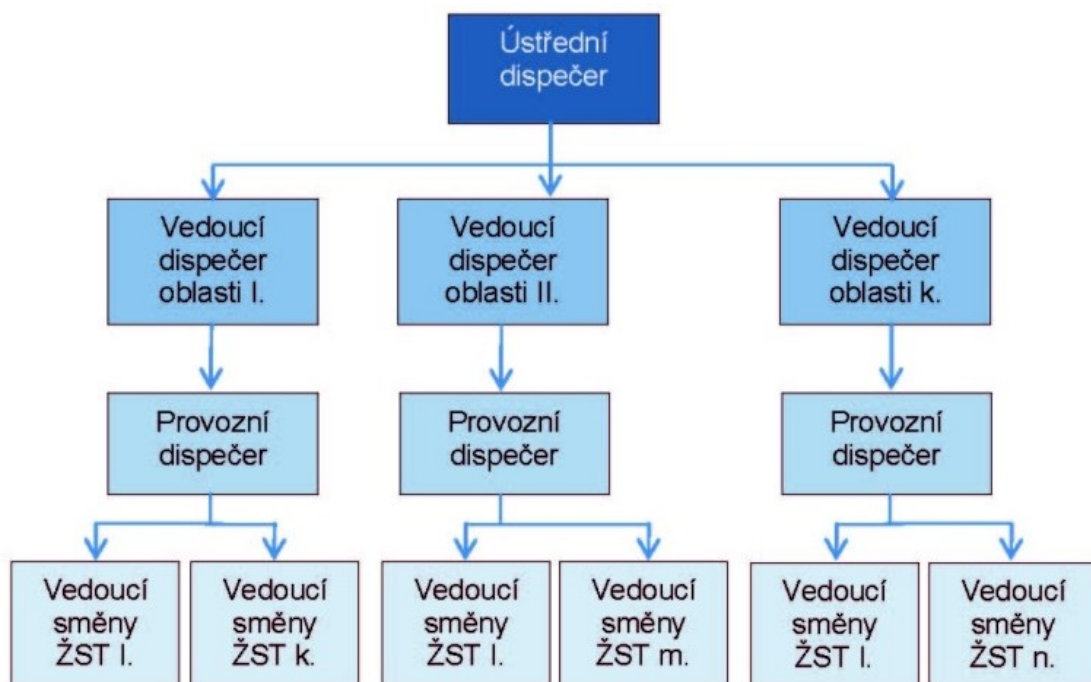 Ústřední
dispečer
Vedoucí
dispečer
oblasti I.
Vedoucí
dispečer
oblasti II.
Vedoucí
dispečer
oblasti k.
Provozní
dispečer
Provozní
dispečer
Provozní
dispečer
Vedoucí
směny
ŽST I.
Vedoucí
směny
ŽST k.
Vedoucí
směny
ŽST I.
Vedoucí
směny
ŽST m.
Vedoucí
směny
ŽST I.
Vedoucí
směny
ŽST n.